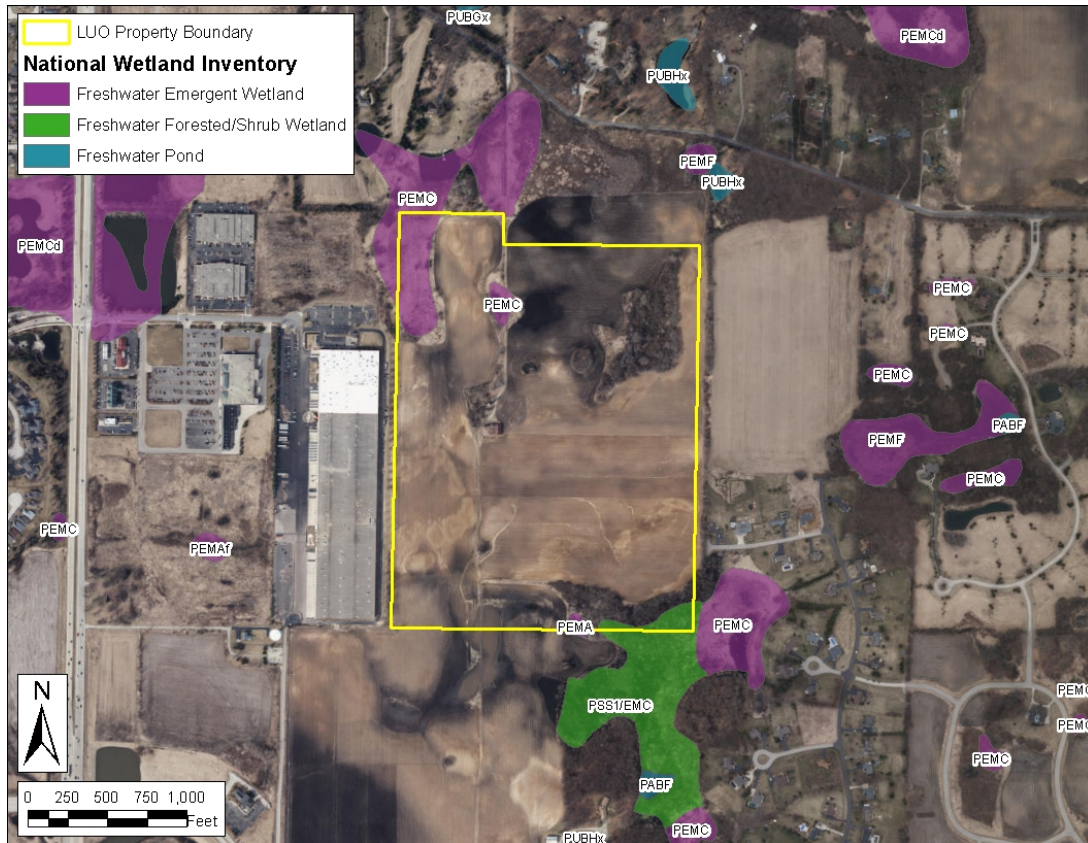 LUO Property Boundary
National Wetland Inventory
Freshwater Emergent Wetland
Freshwater Forested/Shrub Wetland
Freshwater Pond
PUBGx
PEMCd
PUBHx
PEMF
PUBHx
PEMC
PEMCd
PEMC
PEMC
PEMC
PEMC
PABF
PEMF
PEMC
PEMC
PEMAf
PEMA
PEMC
PSS1/EMC
PEMC
PEMC
PEMC
PABF
PEMC
PUBHx
N
0 250 500 750 1,000
Feet